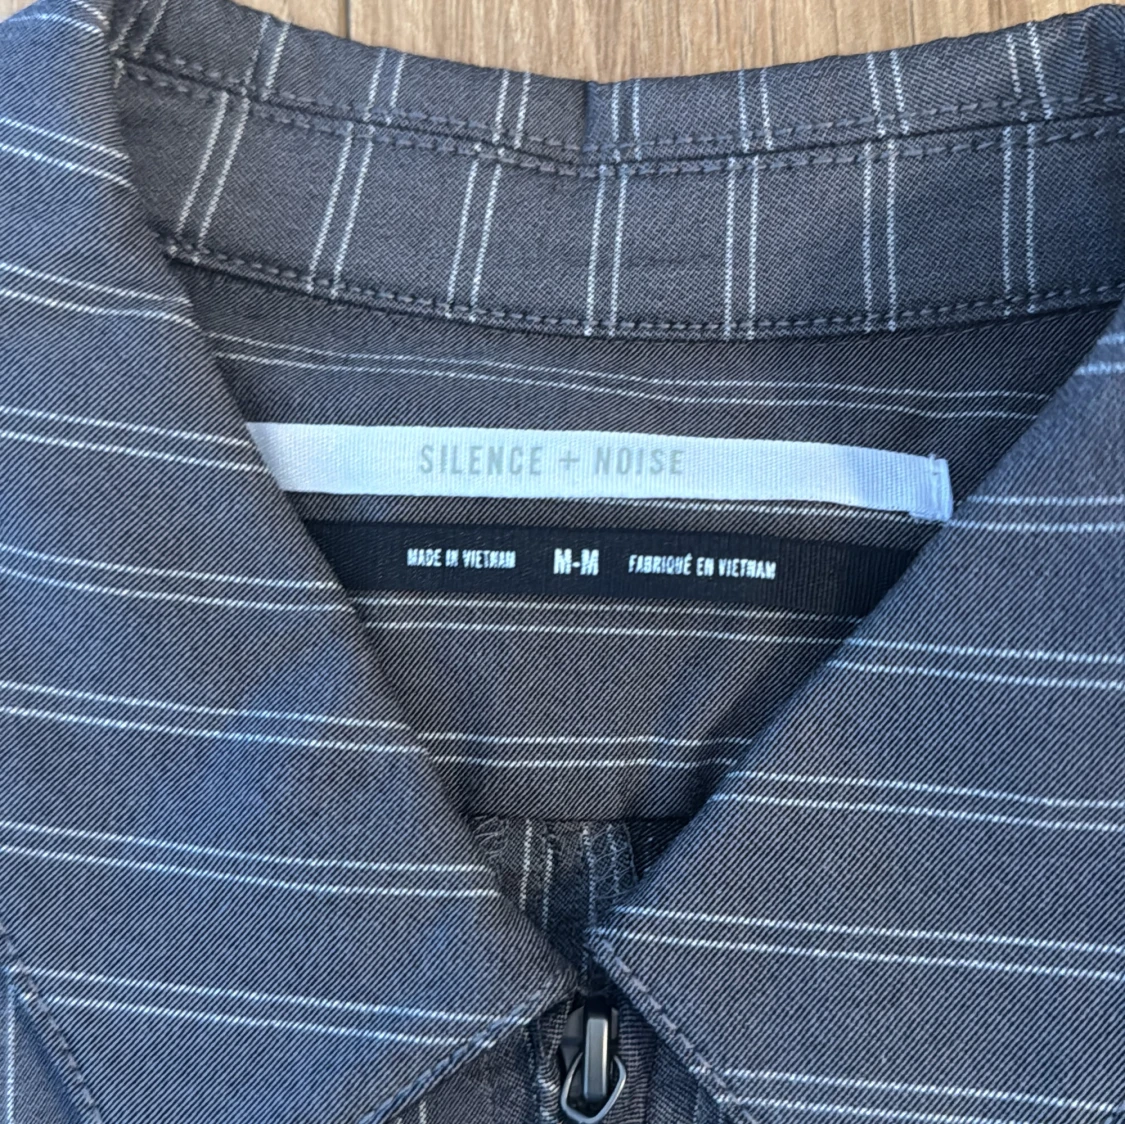 SILENCE + NOISE
MADE IN VIETNAM M-M FABRIQUÉ EN VIETNAM